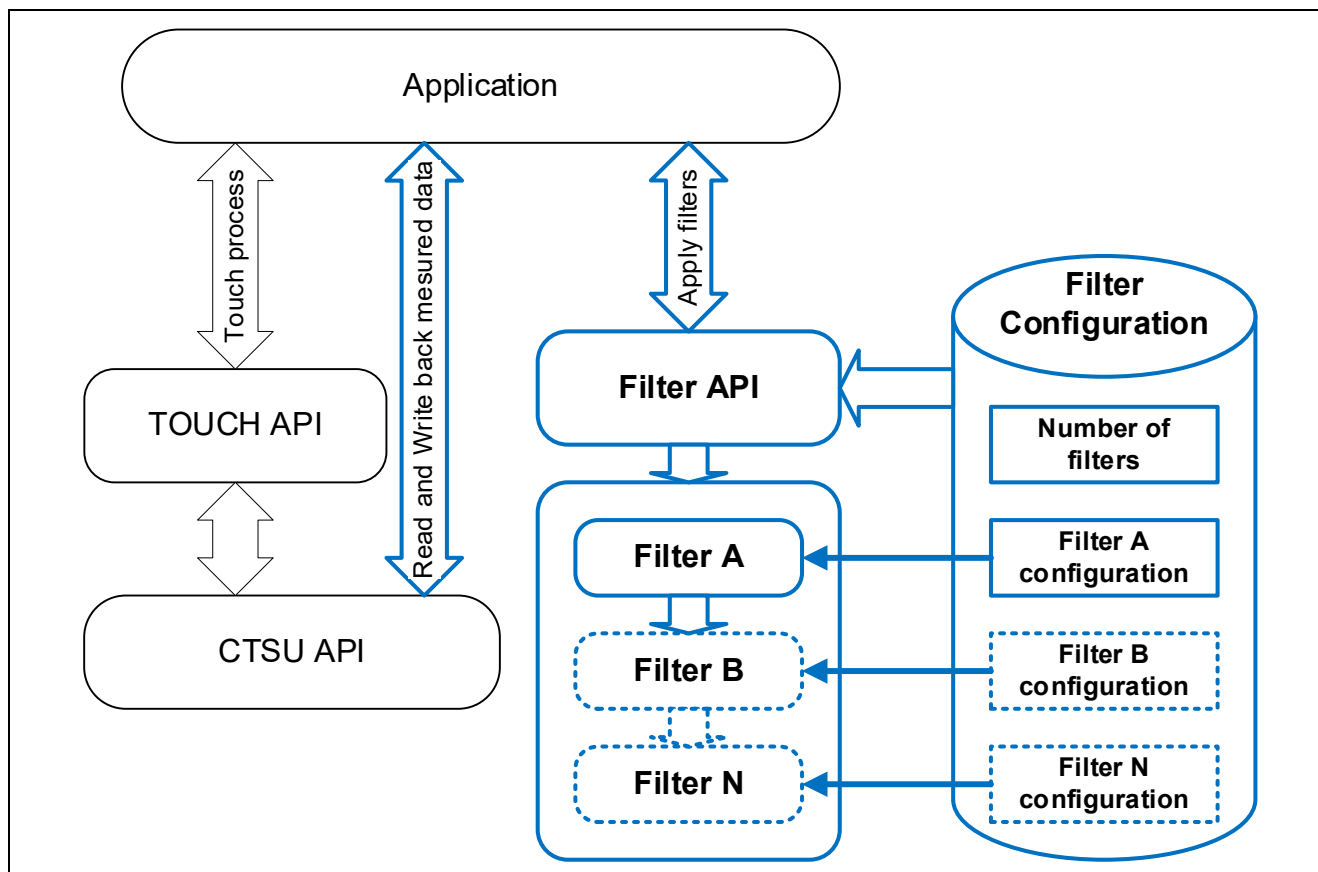 Application
Touch process
Read and Write back mesured data
Apply filters
Filter
Configuration
Filter API
TOUCH API
Number of
filters
Filter A
Filter A
configuration
CTSU API
Filter B
Filter B
configuration
Filter N
Filter N
configuration